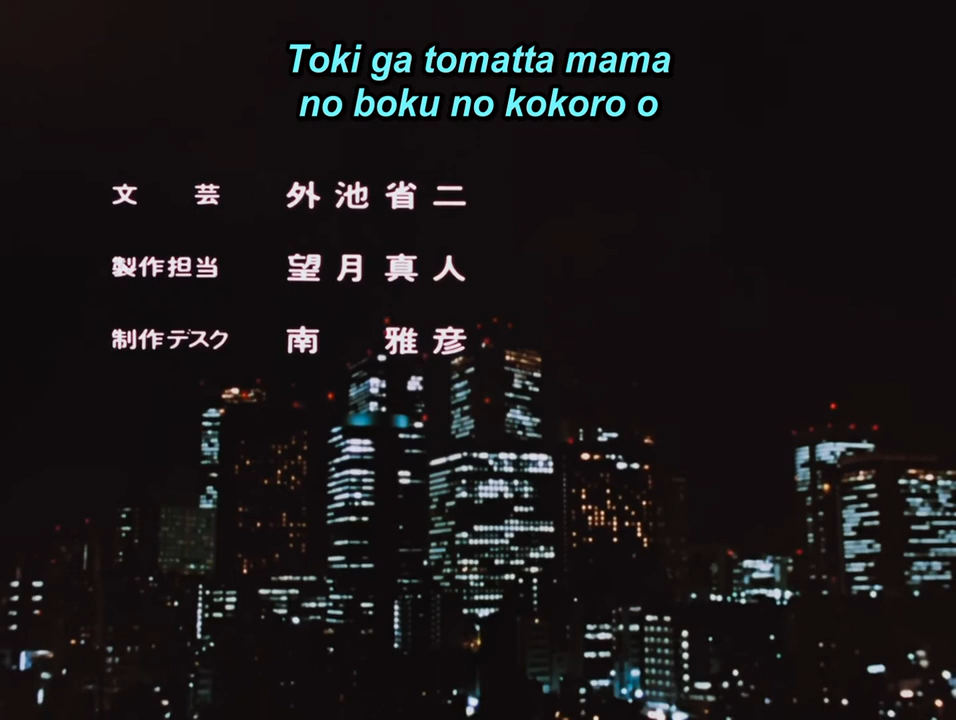 Toki ga tomatta mama
no boku no kokoro o
文　芸　外池省二
製作担当　望月真人
制作デスク　南　雅彦